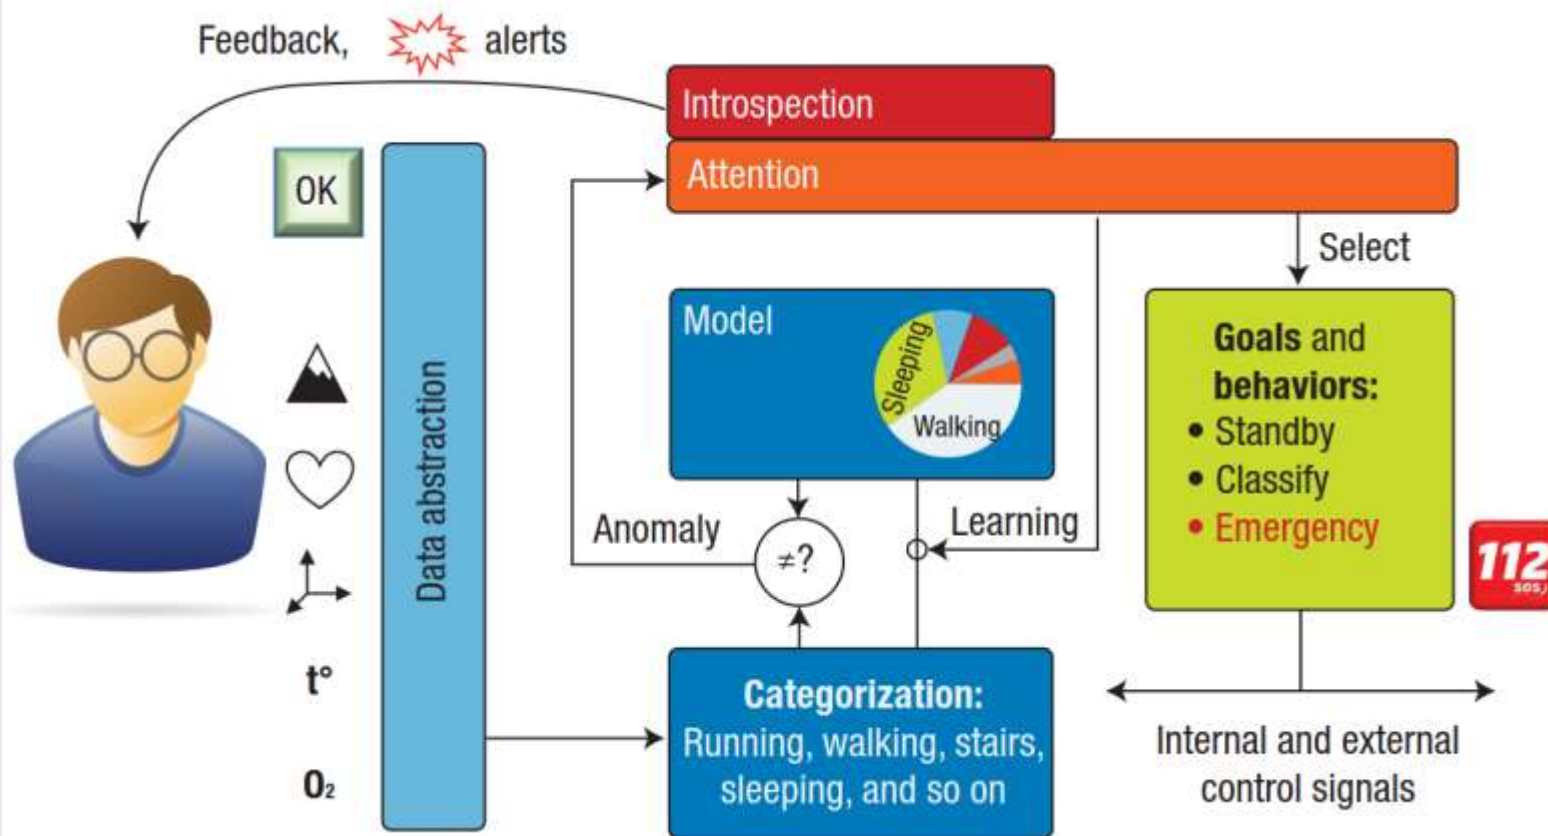 Feedback, alerts
Introspection
Attention
OK
Select
Model
Sleeping
Walking
Goals and
behaviors:
• Standby
• Classify
• Emergency
Data abstraction
Anomaly
Learning
≠?
112
t°
Categorization:
Running, walking, stairs,
sleeping, and so on
Internal and external
control signals
O₂